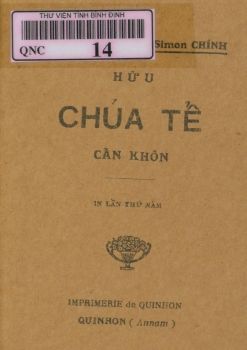 THƯ VIỆN TỈNH BÌNH ĐỊNH
QNC
14
Simon CHÍNH
HỮU
CHÚA TỂ
CÀN KHÔN
IN LẦN THỨ NĂM
IMPRIMERIE de QUINHON
QUINHON ( Annam )